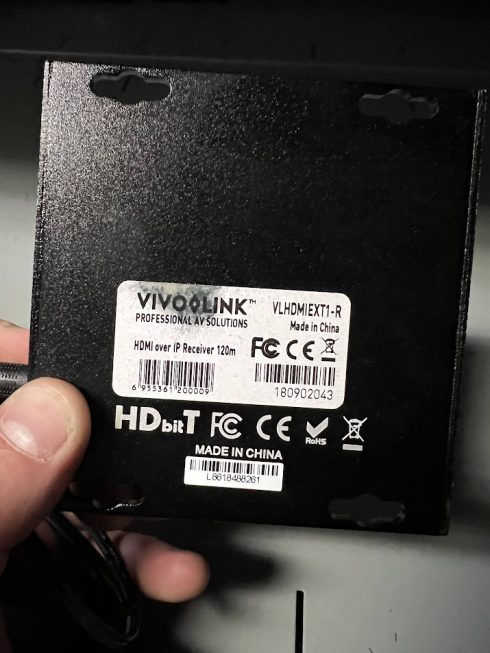 VIVOLINK™
PROFESSIONAL AV SOLUTIONS
VLHDMIEXT1-R
Made in China
HDMI over IP Receiver 120m
FC CE
6 955361 200009
180902043
HDbitT FC CE RoHS
MADE IN CHINA
L8618488261